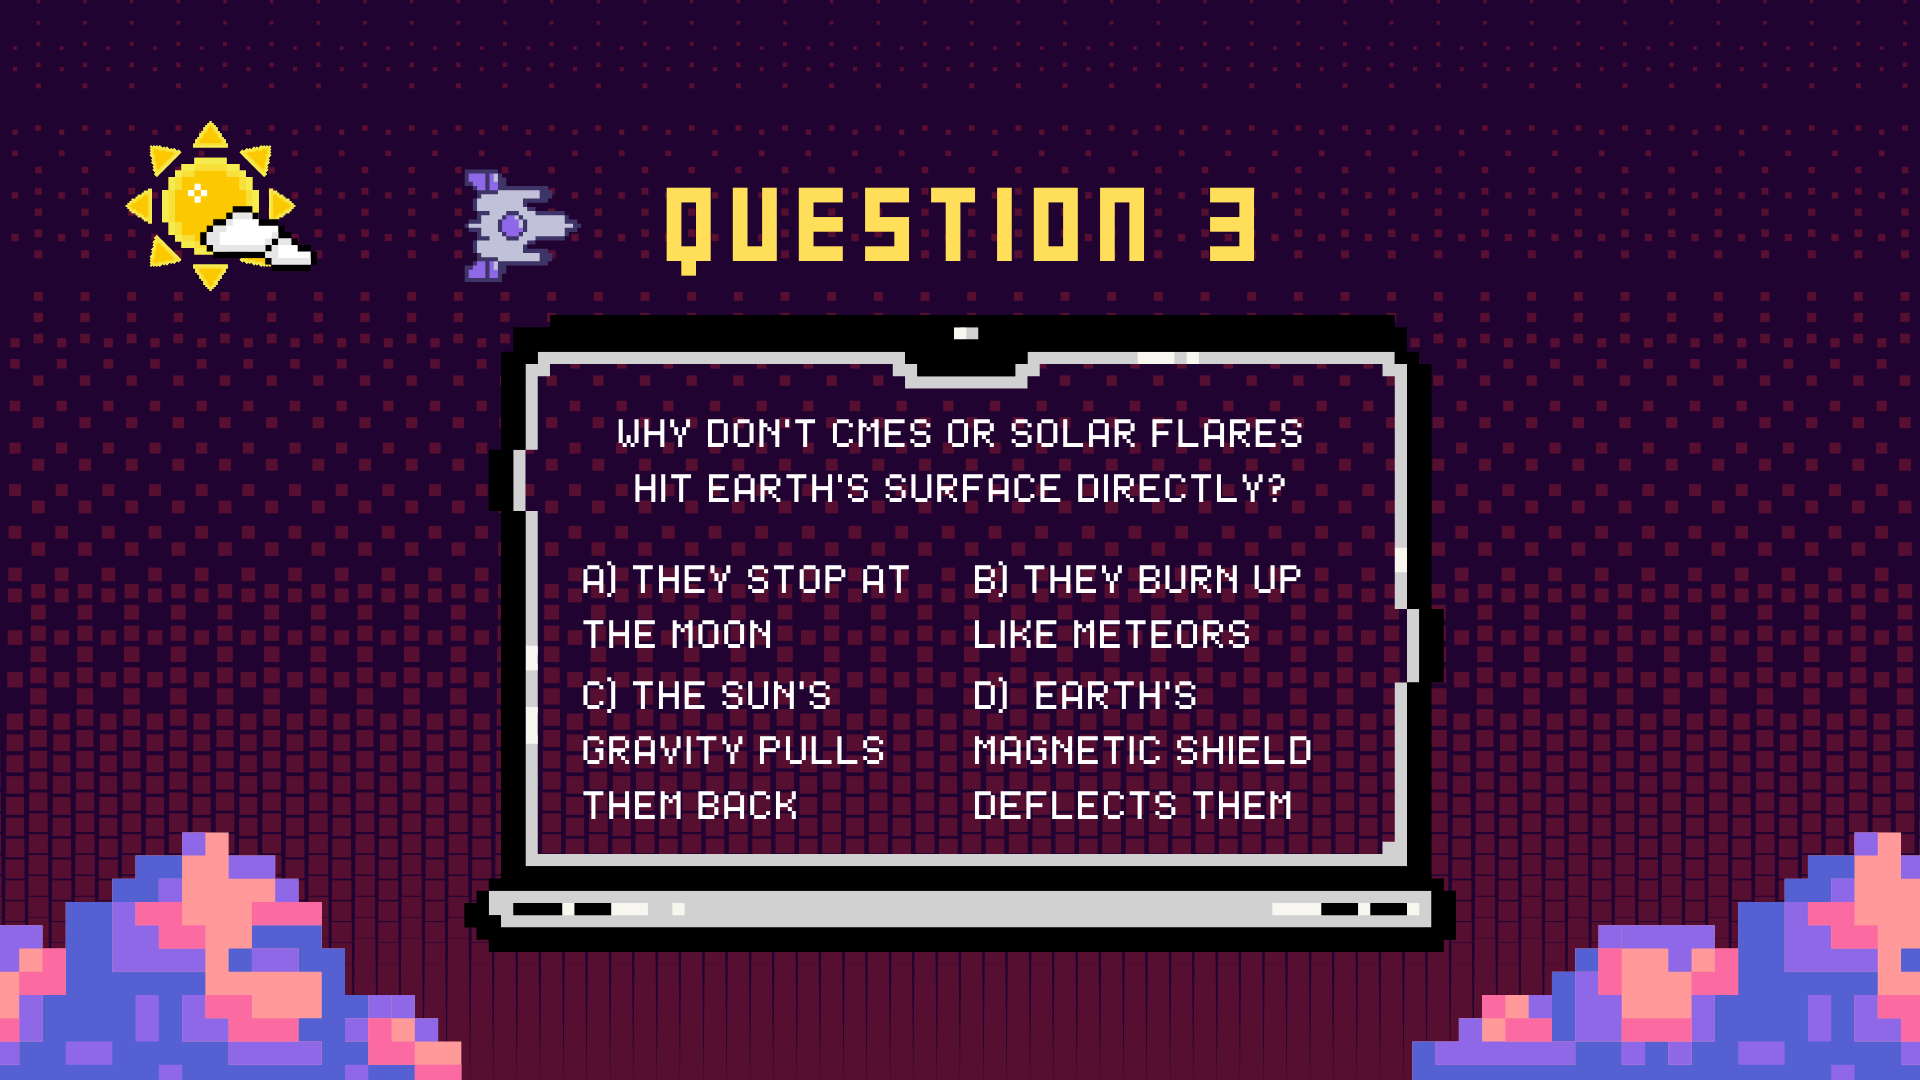 QUESTION 3
WHY DON'T CMES OR SOLAR FLARES
HIT EARTH'S SURFACE DIRECTLY?
A) THEY STOP AT
THE MOON
B) THEY BURN UP
LIKE METEORS
C) THE SUN'S
GRAVITY PULLS
THEM BACK
D) EARTH'S
MAGNETIC SHIELD
DEFLECTS THEM